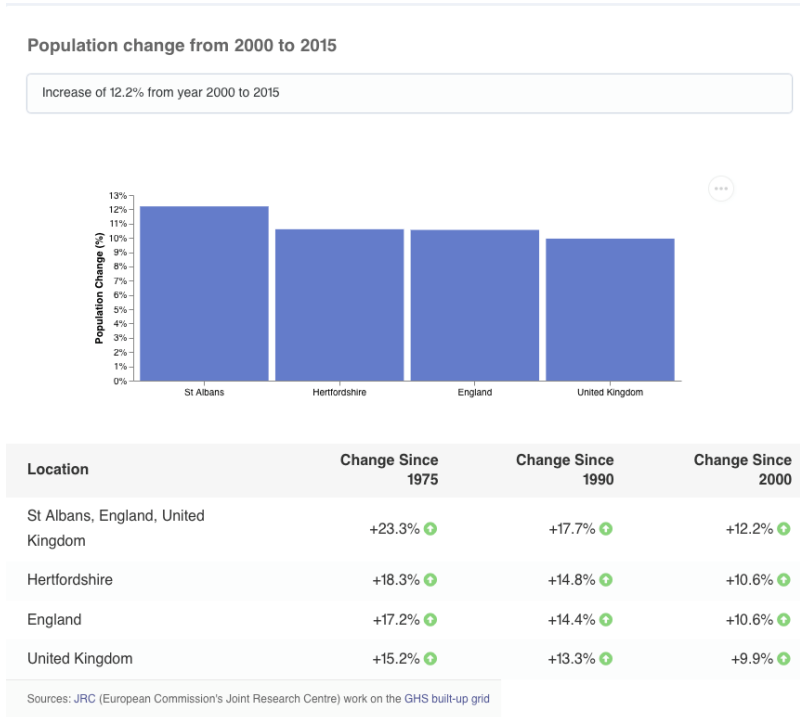 Population change from 2000 to 2015
Increase of 12.2% from year 2000 to 2015
Population Change (%)
13%
12%
11%
10%
9%
8%
7%
6%
5%
4%
3%
2%
1%
0%
St Albans Hertfordshire England United Kingdom
Location Change Since 1975 Change Since 1990 Change Since 2000
St Albans, England, United
Kingdom +23.3% +17.7% +12.2%
Hertfordshire +18.3% +14.8% +10.6%
England +17.2% +14.4% +10.6%
United Kingdom +15.2% +13.3% +9.9%
Sources: JRC (European Commission's Joint Research Centre) work on the GHS built-up grid